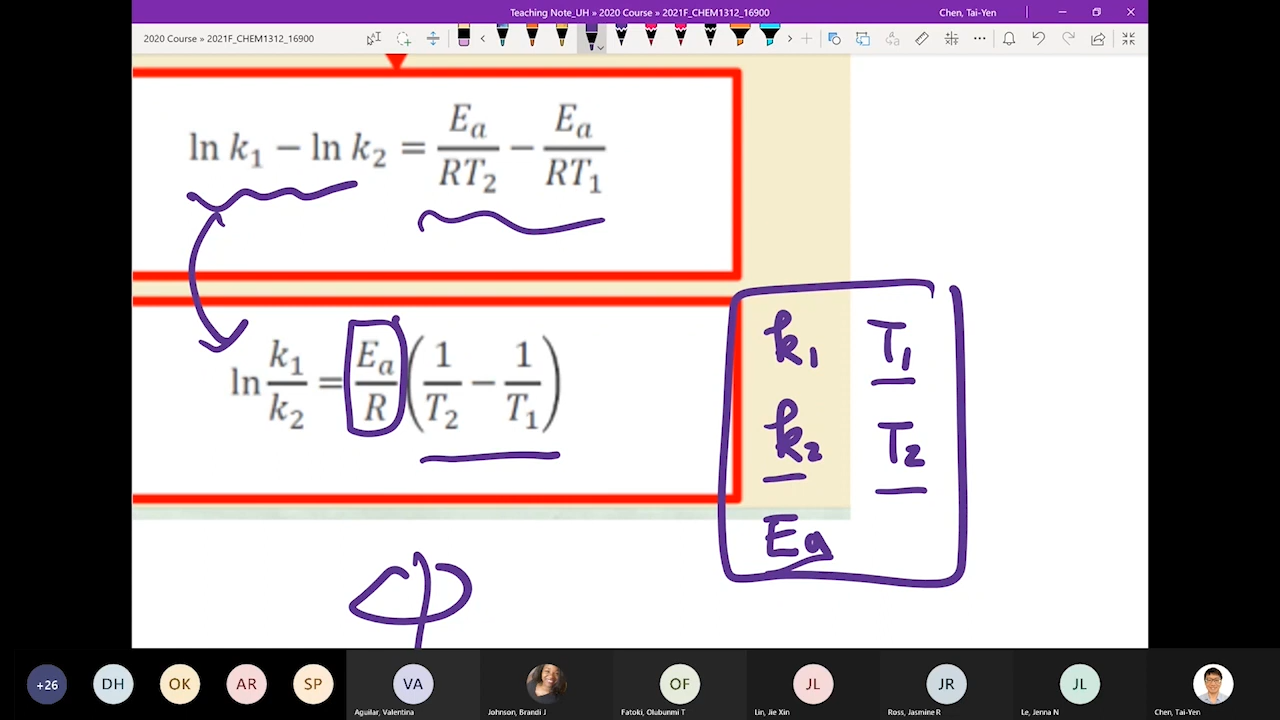 Teaching Note_UH » 2020 Course » 2021F_CHEM1312_16900
Chen, Tai-Yen
2020 Course » 2021F_CHEM1312_16900
ln k₁ − ln k₂ = Eₐ/RT₂ − Eₐ/RT₁
ln k₁/k₂ = Eₐ/R (1/T₂ − 1/T₁)
k₁ T₁
k₂ T₂
Ea
+26 DH OK AR SP VA OF JL JR JL
Aguilar, Valentina Johnson, Brandi J Fatoki, Olubunmi T Lin, Jie Xin Ross, Jasmine R Le, Jenna N Chen, Tai-Yen